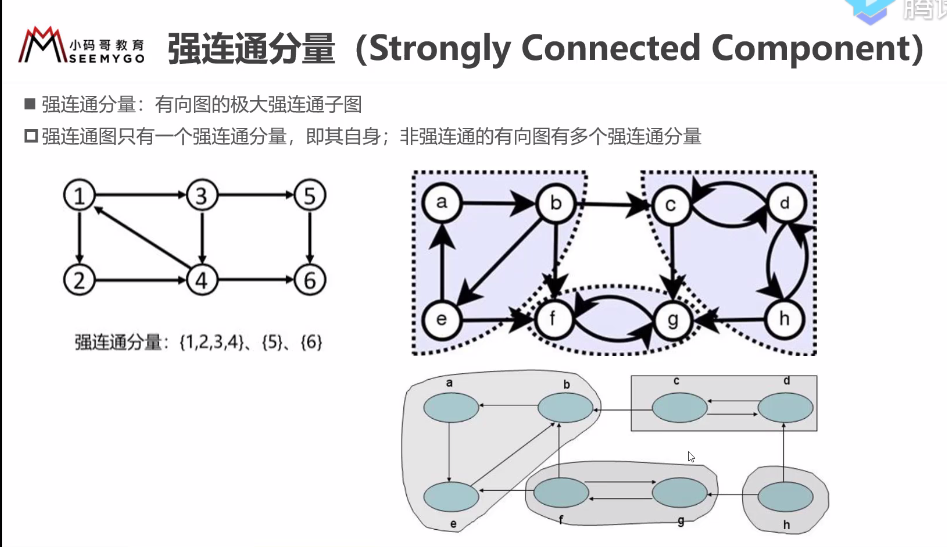 腾讯
小码哥教育
SEEMYGO
强连通分量（Strongly Connected Component）
强连通分量：有向图的极大强连通子图
强连通图只有一个强连通分量，即其自身；非强连通的有向图有多个强连通分量
1 3 5
2 4 6
强连通分量：{1,2,3,4}、{5}、{6}
a b c d
e f g h
a b c d
e f g h